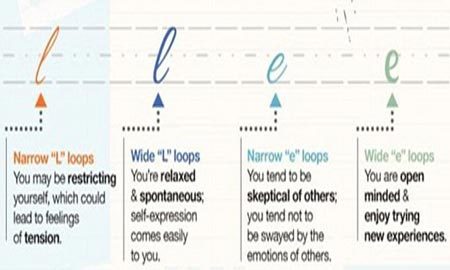 l
l
e
e
Narrow "L" loops
You may be restricting
yourself, which could
lead to feelings
of tension.
Wide "L" loops
You're relaxed
& spontaneous;
self-expression
comes easily
to you.
Narrow "e" loops
You tend to be
skeptical of others;
you tend not
to be swayed by the
emotions of others.
Wide "e" loops
You are open
minded &
enjoy trying
new experiences.